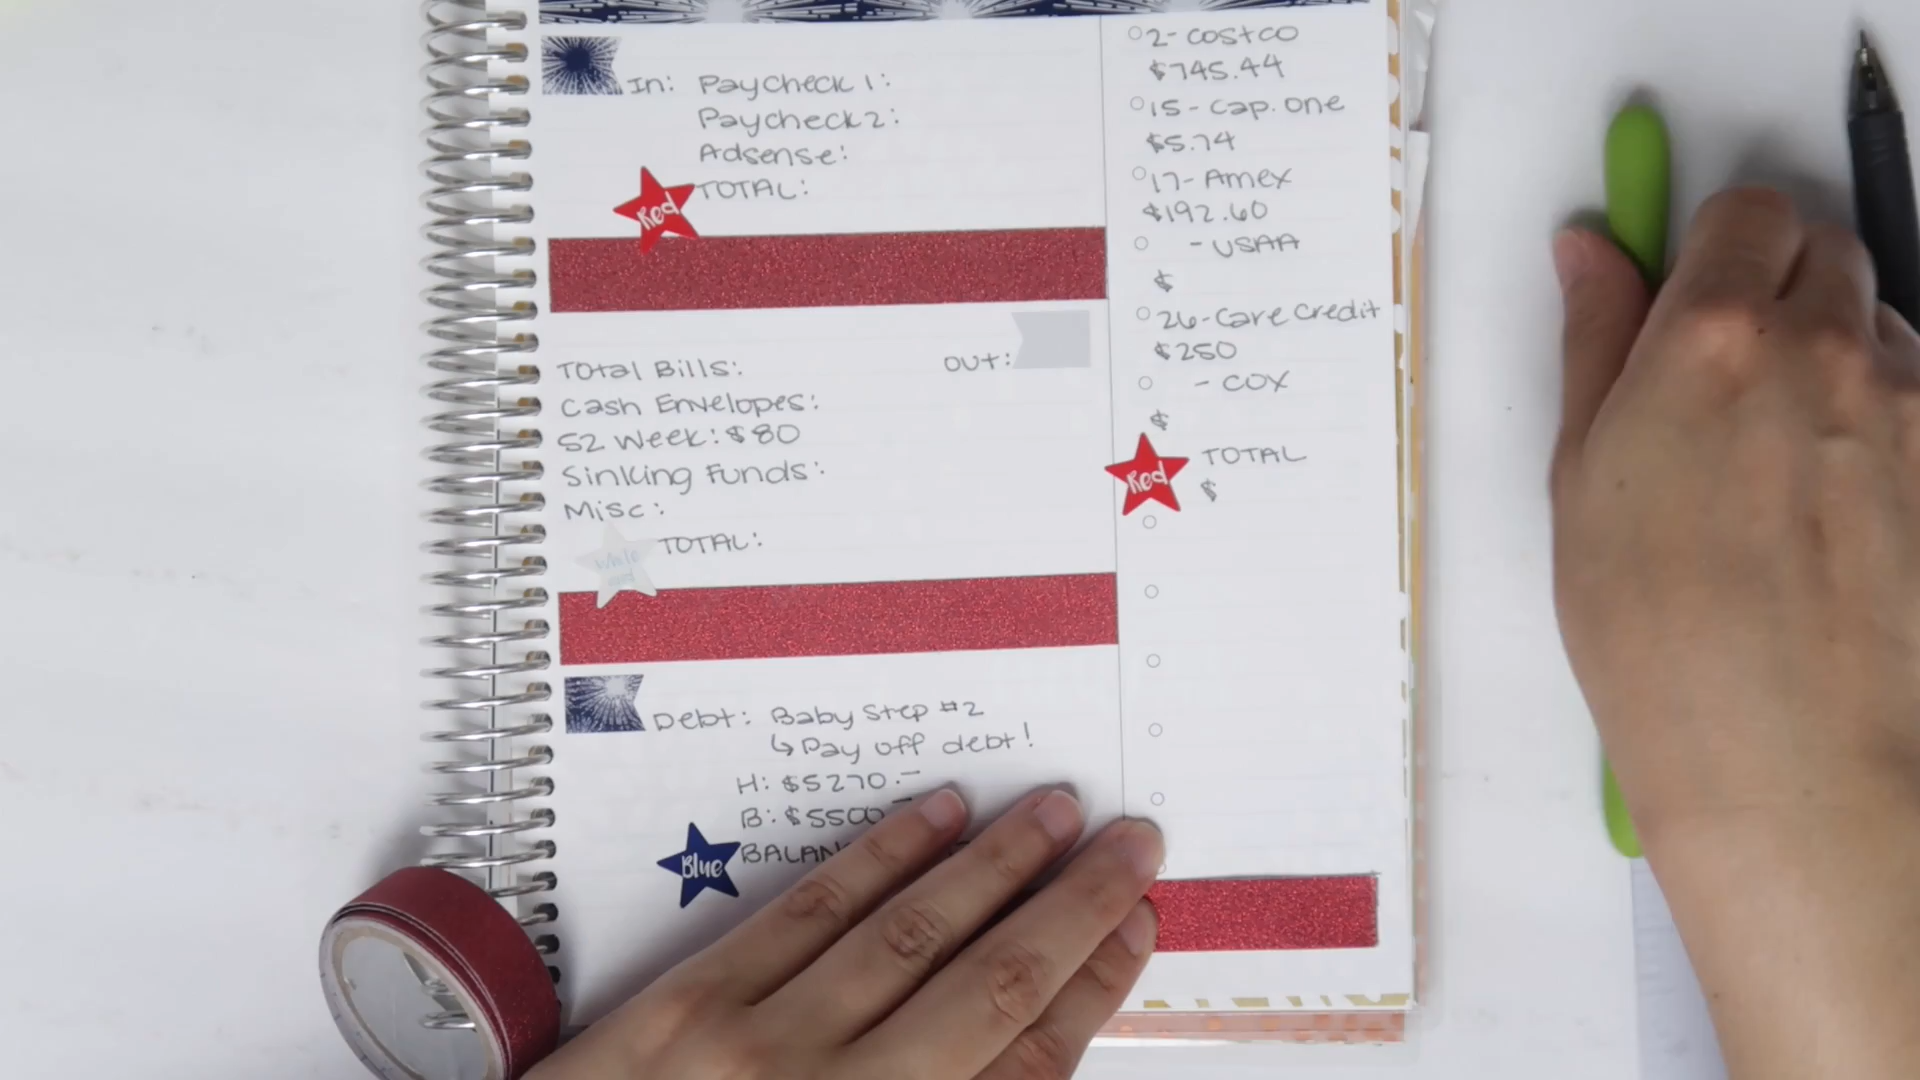 In: Paycheck 1:
Paycheck 2:
Adsense:
Red TOTAL:
Total Bills:
OUT:
Cash Envelopes:
52 Week: $80
Sinking Funds:
Misc:
White TOTAL:
Debt: Baby Step #2
↳ Pay off debt!
H: $5270.-
B: $5500
Blue
2- Costco
$745.44
15- Cap. One
$5.74
17- Amex
$192.60
- USAA
$
26- Care Credit
$250
- COX
$
Red TOTAL
$